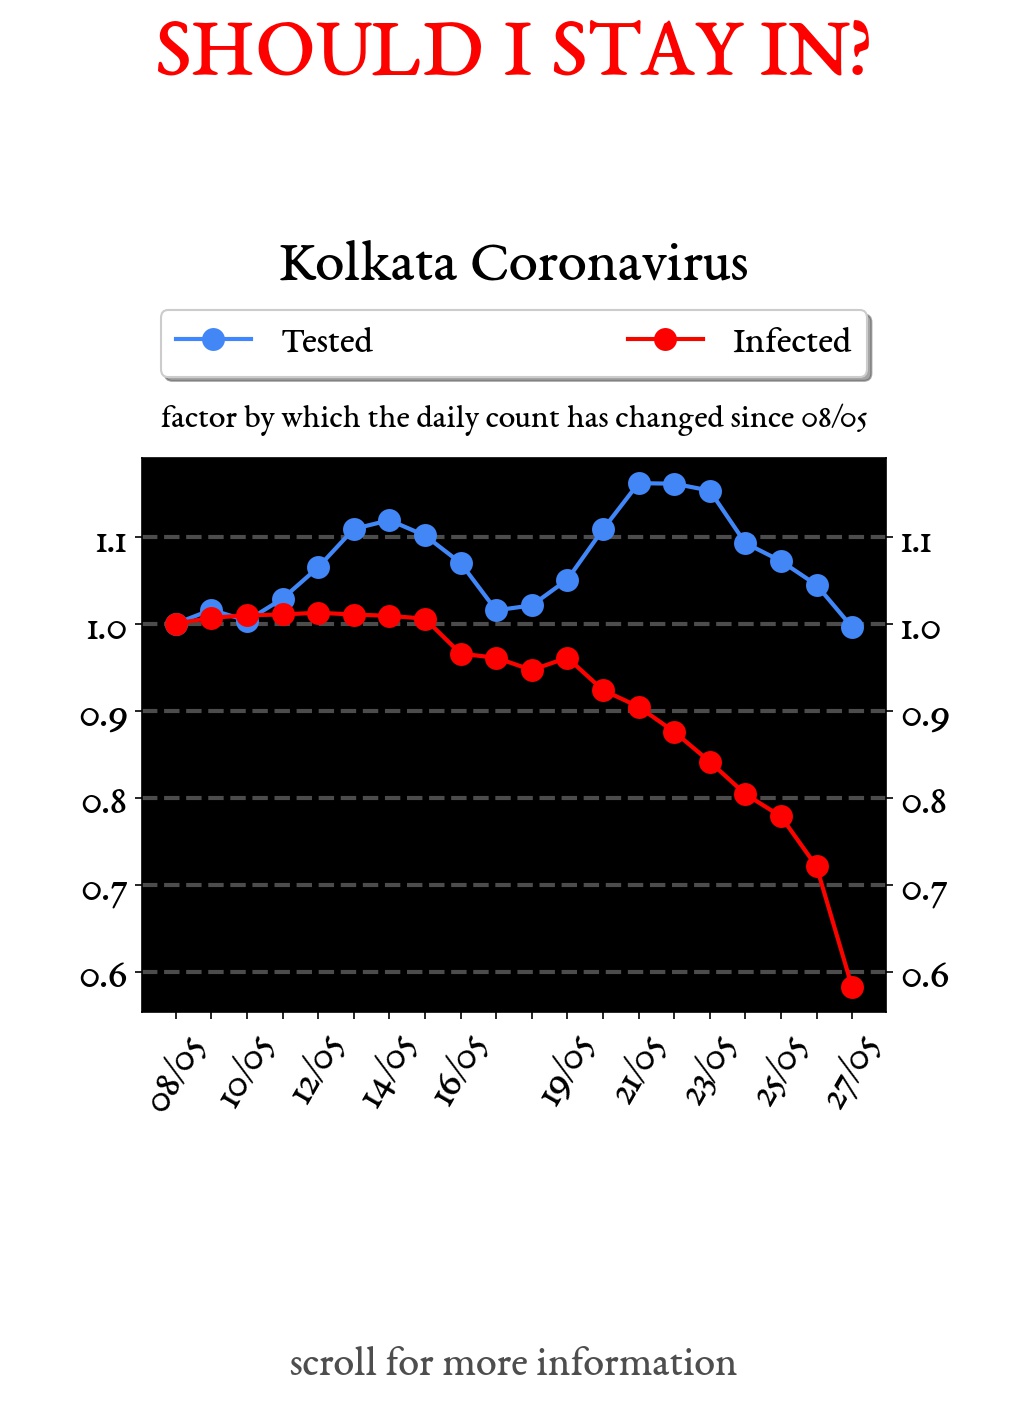 SHOULD I STAY IN?
Kolkata Coronavirus
Tested Infected
factor by which the daily count has changed since 08/05
1.1 1.1
1.0 1.0
0.9 0.9
0.8 0.8
0.7 0.7
0.6 0.6
08/05 10/05 12/05 14/05 16/05 19/05 21/05 23/05 25/05 27/05
scroll for more information